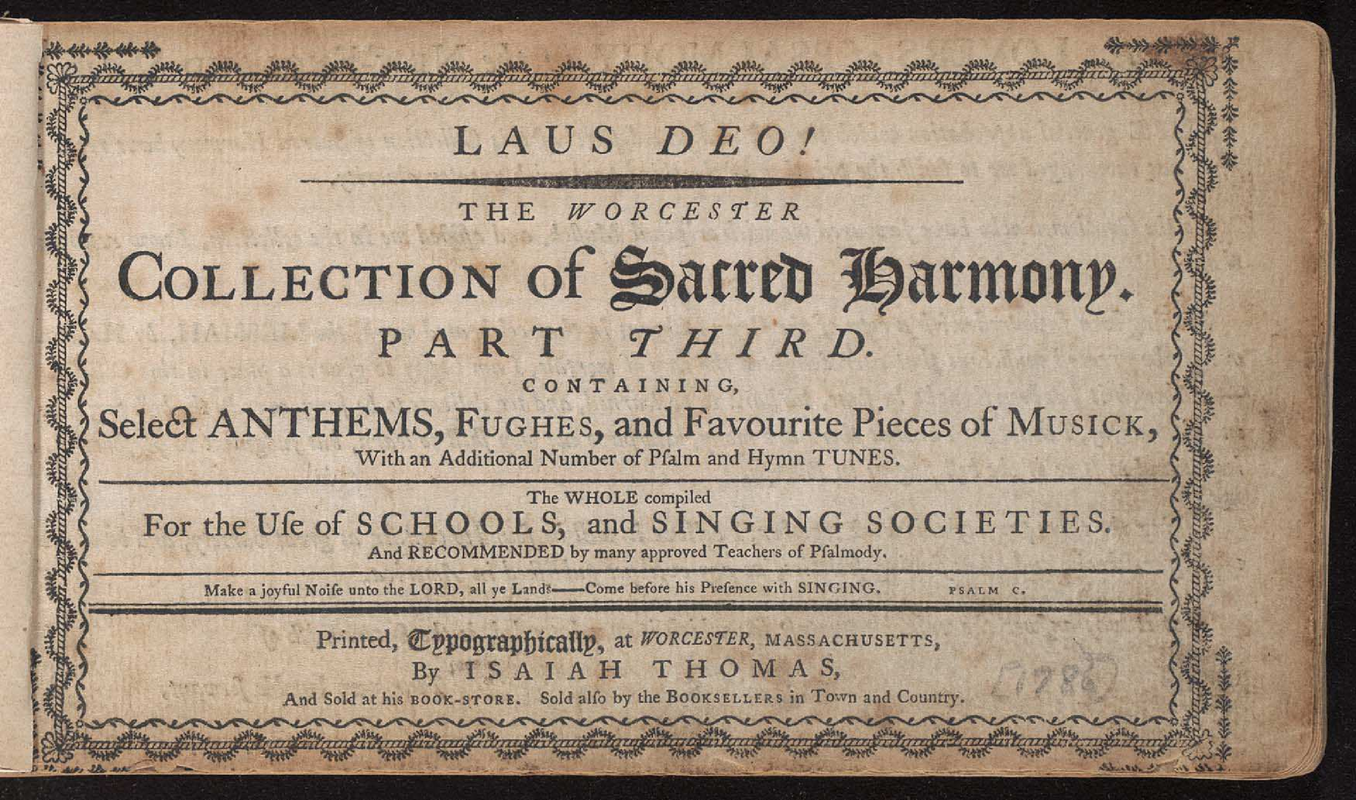 LAUS DEO!
THE WORCESTER
COLLECTION of Sacred Harmony.
PART THIRD.
CONTAINING,
Select ANTHEMS, FUGHES, and Favourite Pieces of MUSICK,
With an Additional Number of Pſalm and Hymn TUNES.
The WHOLE compiled
For the Uſe of SCHOOLS, and SINGING SOCIETIES.
And RECOMMENDED by many approved Teachers of Pſalmody.
Make a joyful Noiſe unto the LORD, all ye Lands——Come before his Preſence with SINGING. PSALM C.
Printed, Typographically, at WORCESTER, MASSACHUSETTS,
By ISAIAH THOMAS,
And Sold at his BOOK-STORE. Sold alſo by the BOOKSELLERS in Town and Country.